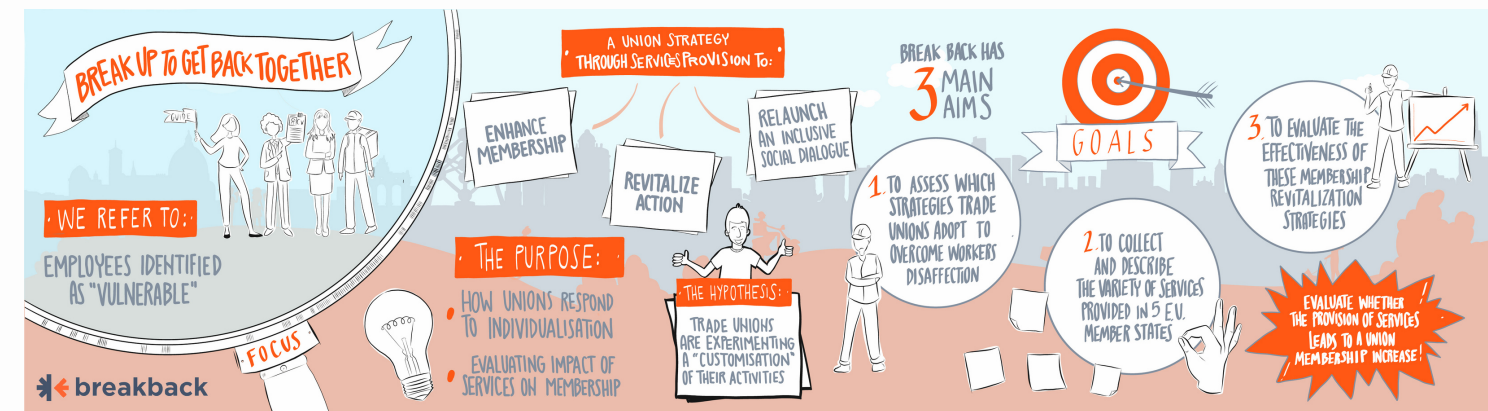 BREAK UP TO GET BACK TOGETHER
GUIDE
WE REFER TO:
EMPLOYEES IDENTIFIED
AS "VULNERABLE"
FOCUS
breakback
A UNION STRATEGY
THROUGH SERVICES PROVISION TO:
ENHANCE
MEMBERSHIP
REVITALIZE
ACTION
RELAUNCH
AN INCLUSIVE
SOCIAL DIALOGUE
THE PURPOSE:
HOW UNIONS RESPOND
TO INDIVIDUALISATION
EVALUATING IMPACT OF
SERVICES ON MEMBERSHIP
THE HYPOTHESIS:
TRADE UNIONS
ARE EXPERIMENTING
A "CUSTOMISATION"
OF THEIR ACTIVITIES
BREAK BACK HAS
3 MAIN
AIMS
GOALS
1. TO ASSESS WHICH
STRATEGIES TRADE
UNIONS ADOPT TO
OVERCOME WORKERS
DISAFFECTION
2. TO COLLECT
AND DESCRIBE
THE VARIETY OF SERVICES
PROVIDED IN 5 E.U.
MEMBER STATES
3. TO EVALUATE THE
EFFECTIVENESS OF
THESE MEMBERSHIP
REVITALIZATION
STRATEGIES
EVALUATE WHETHER
THE PROVISION OF SERVICES
LEADS TO A UNION
MEMBERSHIP INCREASE!